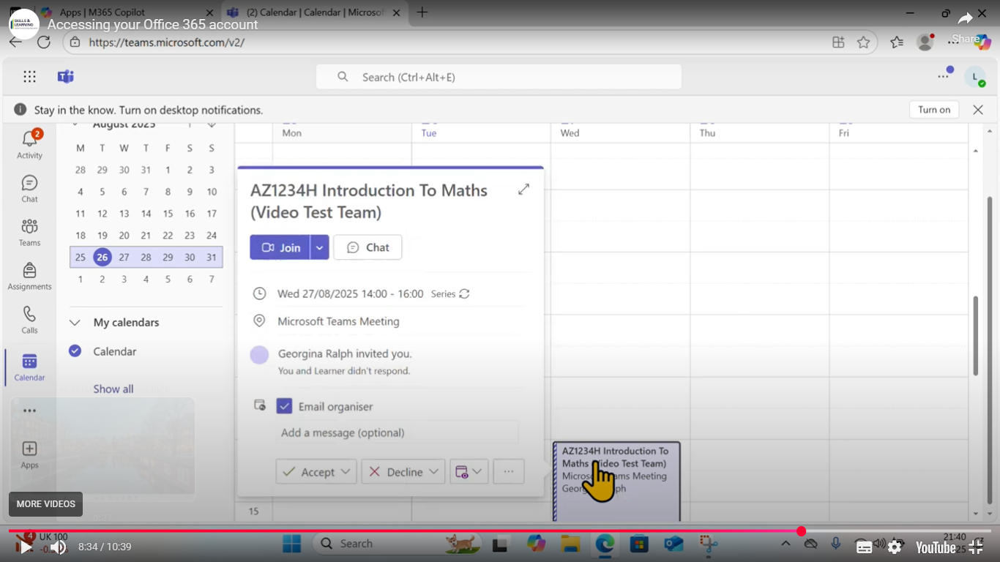 Apps | M365 Copilot
(2) Calendar | Calendar | Microsof
SKILLS & LEARNING
Accessing your Office 365 account
Share
https://teams.microsoft.com/v2/
Search (Ctrl+Alt+E)
L
Stay in the know. Turn on desktop notifications.
Turn on
Activity
2
Chat
Teams
Assignments
Calls
Calendar
Apps
August 2025
M T W T F S S
28 29 30 31 1 2 3
4 5 6 7 8 9 10
11 12 13 14 15 16 17
18 19 20 21 22 23 24
25 26 27 28 29 30 31
1 2 3 4 5 6 7
My calendars
Calendar
Show all
Mon Tue Wed Thu Fri
AZ1234H Introduction To Maths
(Video Test Team)
Join
Chat
Wed 27/08/2025 14:00 - 16:00 Series
Microsoft Teams Meeting
Georgina Ralph invited you.
You and Learner didn't respond.
Email organiser
Add a message (optional)
Accept
Decline
AZ1234H Introduction To
Maths Test Team)
Meeting
15
MORE VIDEOS
4
UK 100
8:34 / 10:39
Search
21:40
YouTube